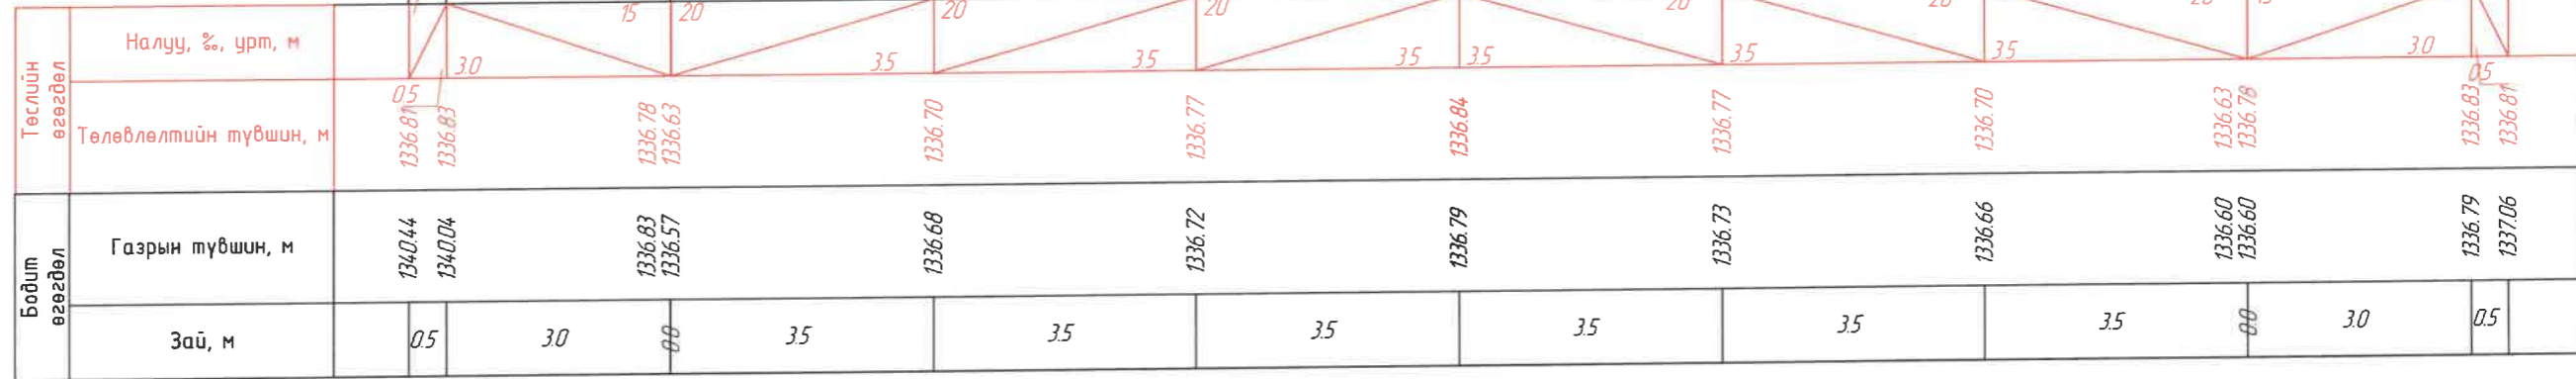 15 20 20 20 20 20
Налуу, ‰, урт, м
3.0 3.5 3.5 3.5 3.5 3.5 3.5 3.0
Төслийн өгөгдөл
0.5 0.5
Төлөвлөлтийн түвшин, м
1336.81 1336.83 1336.78 1336.63 1336.70 1336.77 1336.84 1336.77 1336.70 1336.63 1336.78 1336.83 1336.81
Бодит өгөгдөл
Газрын түвшин, м
1340.44 1340.04 1336.83 1336.57 1336.68 1336.72 1336.79 1336.73 1336.66 1336.60 1336.60 1336.79 1337.06
Зай, м
0.5 3.0 0.0 3.5 3.5 3.5 3.5 3.5 3.5 0.0 3.0 0.5